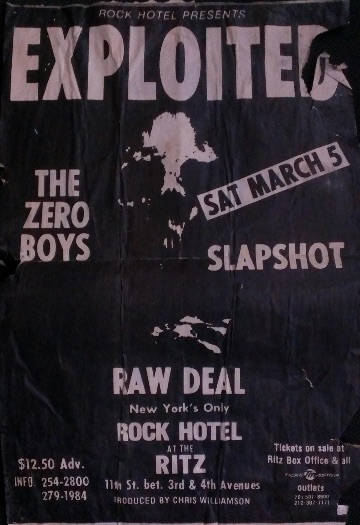 ROCK HOTEL PRESENTS
EXPLOITED
SAT MARCH 5
THE
ZERO
BOYS
SLAPSHOT
RAW DEAL
New York's Only
ROCK HOTEL
AT THE
RITZ
11th St. bet. 3rd & 4th Avenues
PRODUCED BY CHRIS WILLIAMSON
$12.50 Adv.
INFO. 254-2800
279-1984
Tickets on sale at
Ritz Box Office & all
outlets